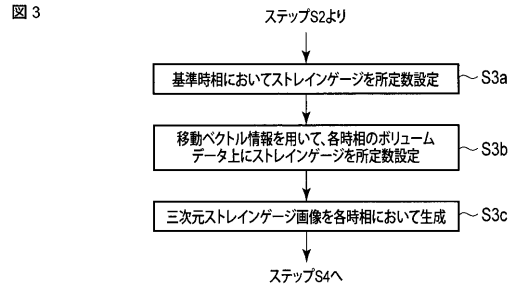 図3
ステップS2より
基準時相においてストレインゲージを所定数設定
S3a
移動ベクトル情報を用いて、各時相のボリューム
データ上にストレインゲージを所定数設定
S3b
三次元ストレインゲージ画像を各時相において生成
S3c
ステップS4へ